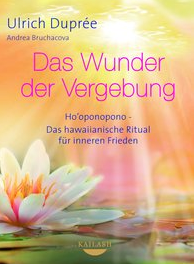 Ulrich Duprée
Andrea Bruchacova
Das Wunder
der Vergebung
Ho'oponopono -
Das hawaiianische Ritual
für inneren Frieden
KAILASH